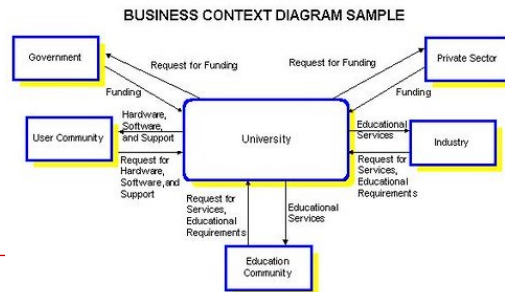 BUSINESS CONTEXT DIAGRAM SAMPLE
Government
Request for Funding
Request for Funding
Private Sector
Funding
Funding
Hardware,
Software,
and Support
User Community
University
Educational
Services
Industry
Request for
Hardware,
Software, and
Support
Request for
Services,
Educational
Requirements
Request for
Services,
Educational
Requirements
Educational
Services
Education
Community